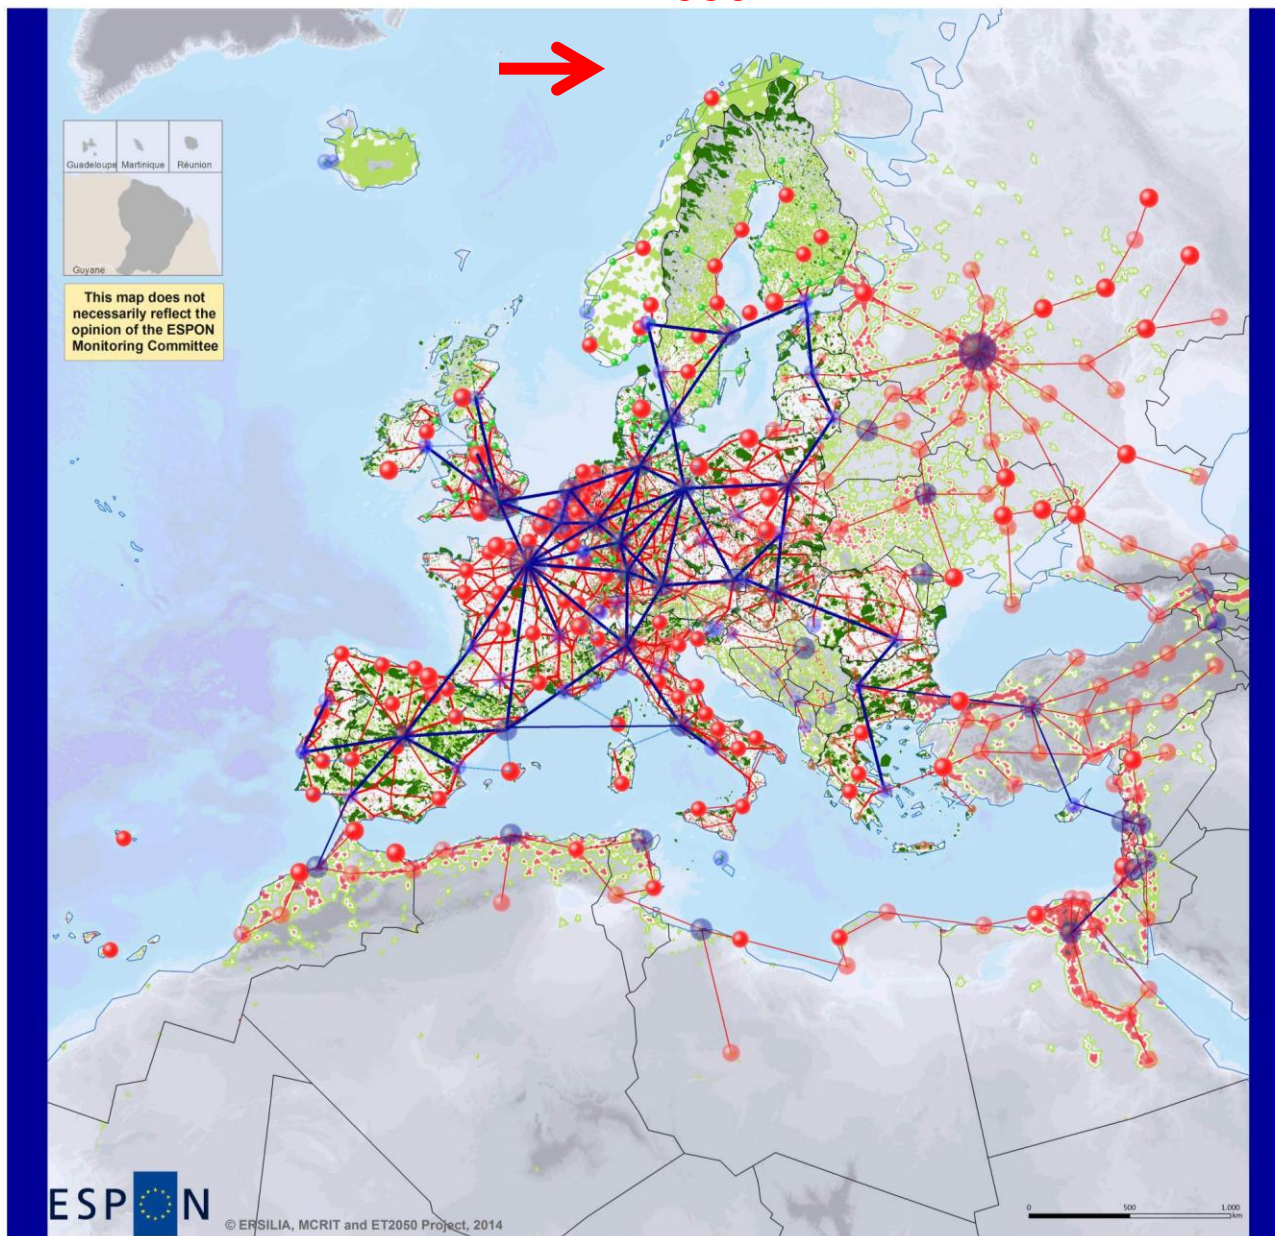 Guadeloupe Martinique Réunion
Guyane
This map does not
necessarily reflect the
opinion of the ESPON
Monitoring Committee
ESPON
© ERSILIA, MCRIT and ET2050 Project, 2014
0 500 1.000
km